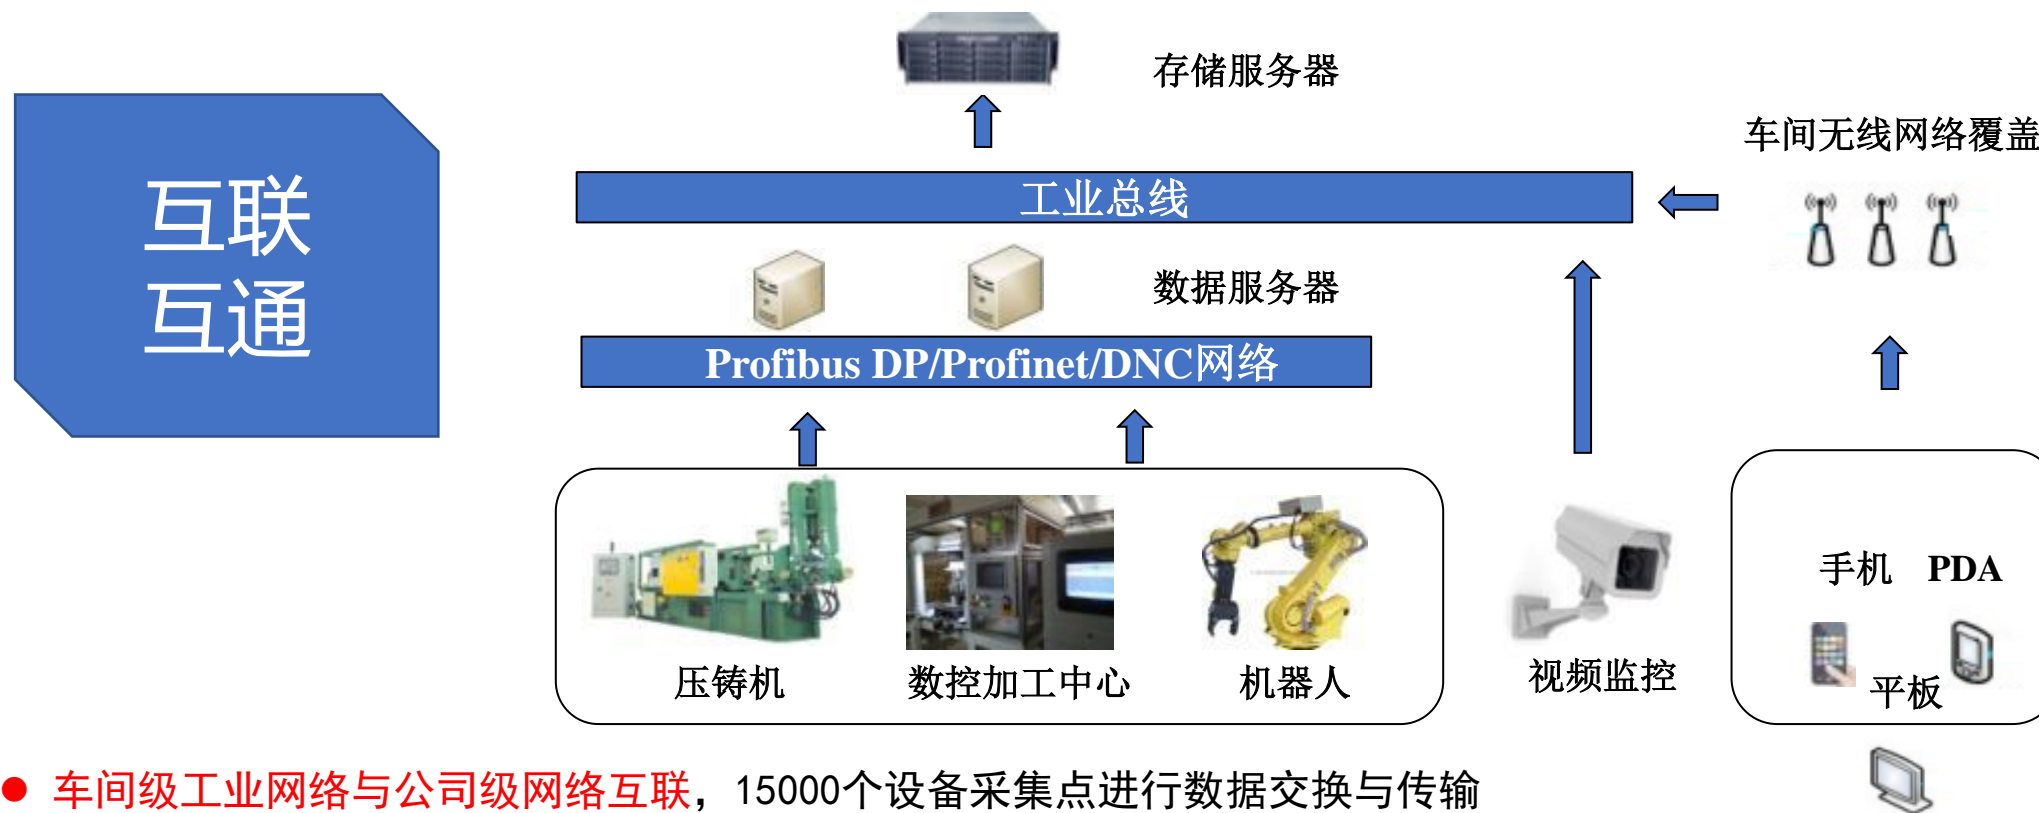 存储服务器
车间无线网络覆盖
互联
互通
工业总线
数据服务器
Profibus DP/Profinet/DNC网络
手机 PDA
压铸机
数控加工中心
机器人
视频监控
平板
车间级工业网络与公司级网络互联，15000个设备采集点进行数据交换与传输